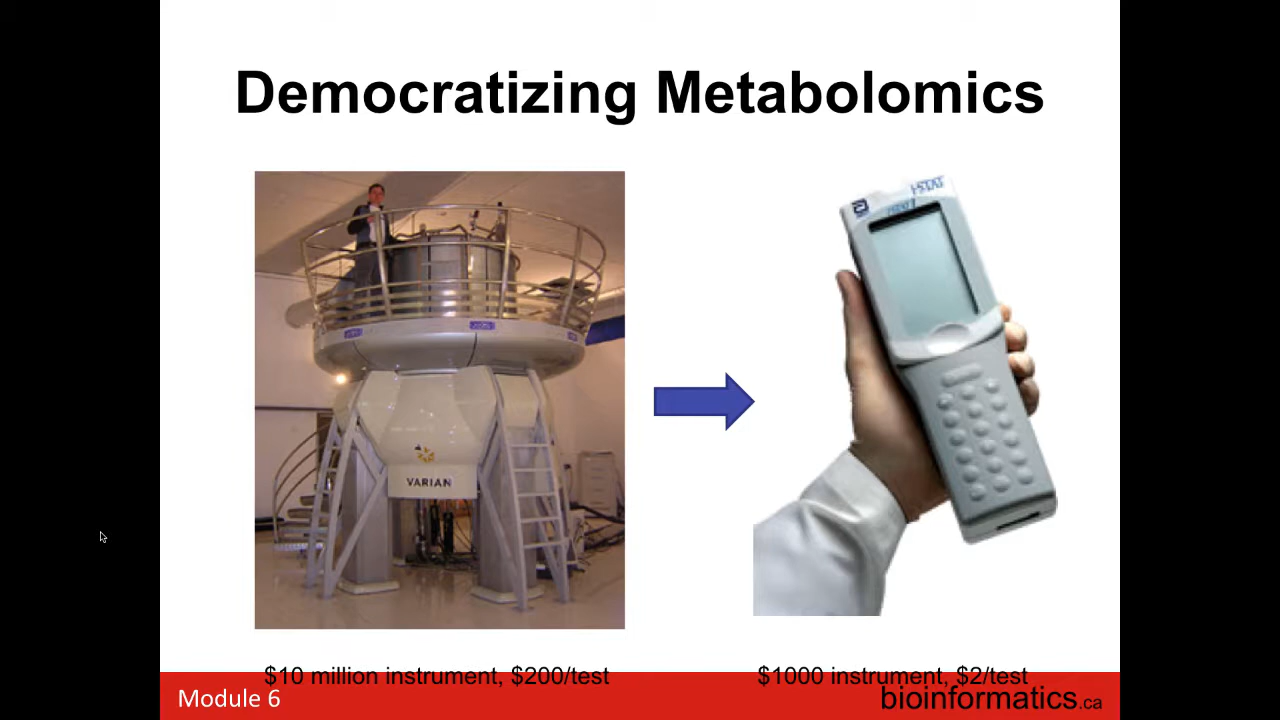 Democratizing Metabolomics
VARIAN
i-STAT
$10 million instrument, $200/test
$1000 instrument, $2/test
Module 6
bioinformatics.ca